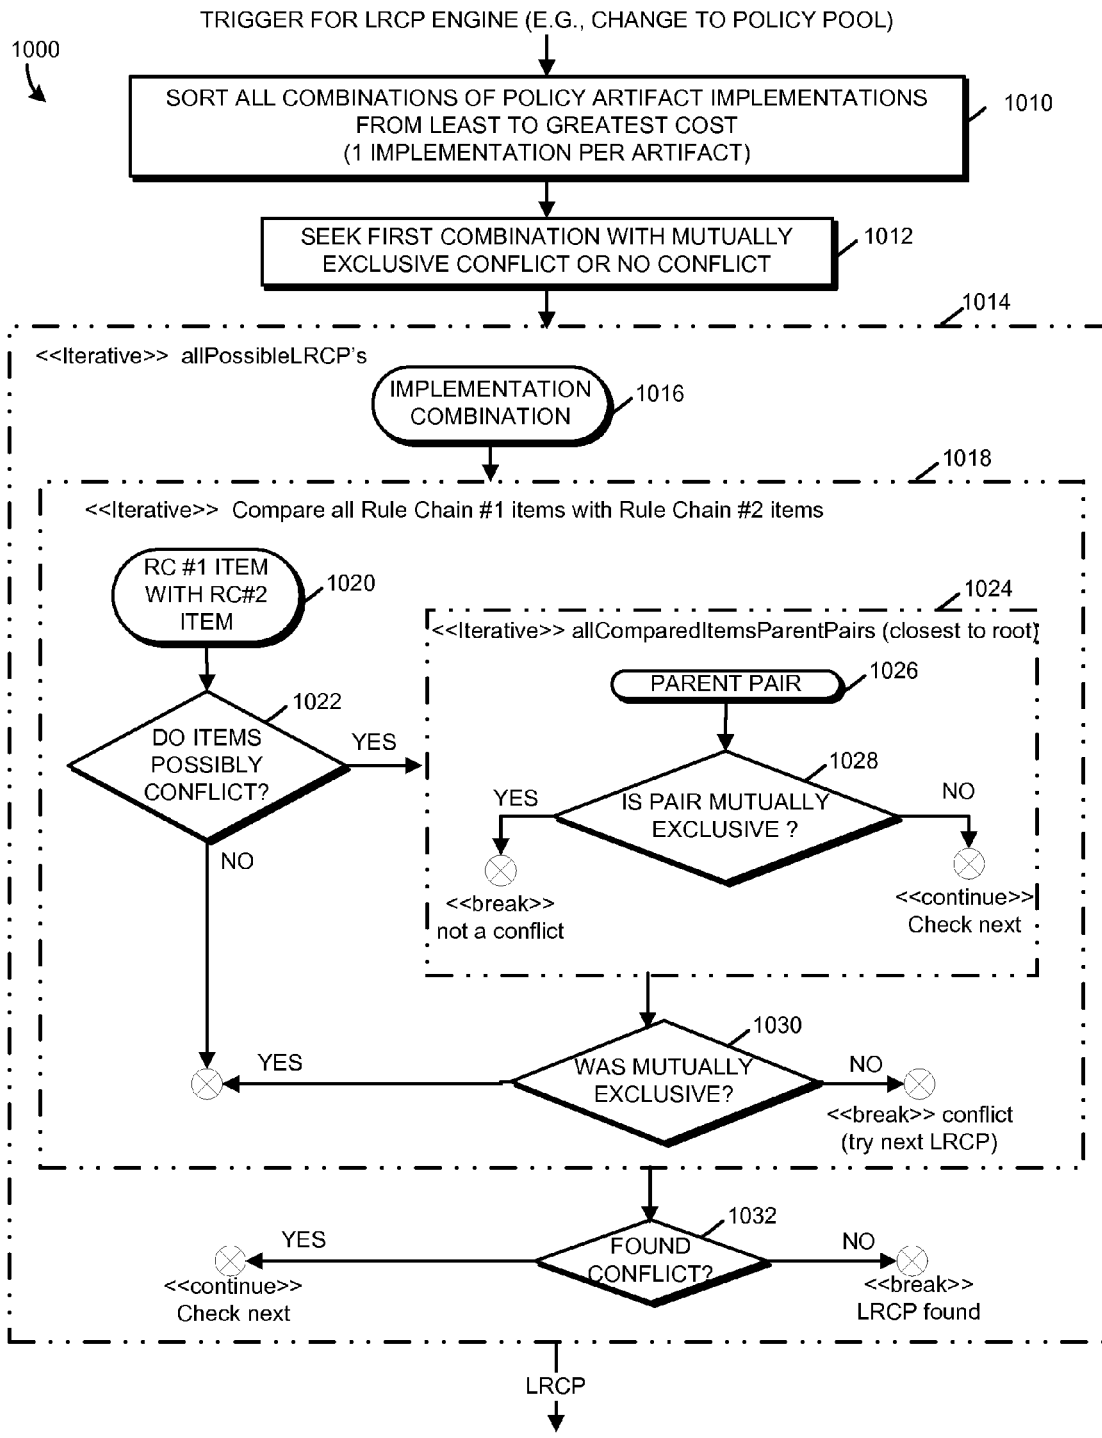 TRIGGER FOR LRCP ENGINE (E.G., CHANGE TO POLICY POOL)
1000
SORT ALL COMBINATIONS OF POLICY ARTIFACT IMPLEMENTATIONS
FROM LEAST TO GREATEST COST
(1 IMPLEMENTATION PER ARTIFACT)
1010
SEEK FIRST COMBINATION WITH MUTUALLY
EXCLUSIVE CONFLICT OR NO CONFLICT
1012
1014
<<Iterative>> allPossibleLRCP's
IMPLEMENTATION
COMBINATION
1016
1018
<<Iterative>> Compare all Rule Chain #1 items with Rule Chain #2 items
RC #1 ITEM
WITH RC#2
ITEM
1020
1024
<<Iterative>> allComparedItemsParentPairs (closest to root)
PARENT PAIR
1026
1022
DO ITEMS
POSSIBLY
CONFLICT?
YES
NO
1028
IS PAIR MUTUALLY
EXCLUSIVE ?
YES
NO
<<break>>
not a conflict
<<continue>>
Check next
1030
WAS MUTUALLY
EXCLUSIVE?
YES
NO
<<break>> conflict
(try next LRCP)
1032
FOUND
CONFLICT?
YES
NO
<<continue>>
Check next
<<break>>
LRCP found
LRCP